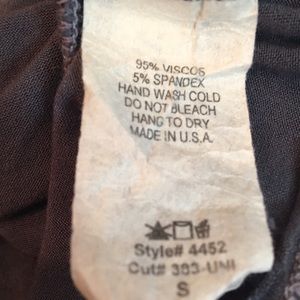 95% VISCOS
5% SPANDEX
HAND WASH COLD
DO NOT BLEACH
HANG TO DRY
MADE IN U.S.A.
Style# 4452
Cut# 383-UNI
S